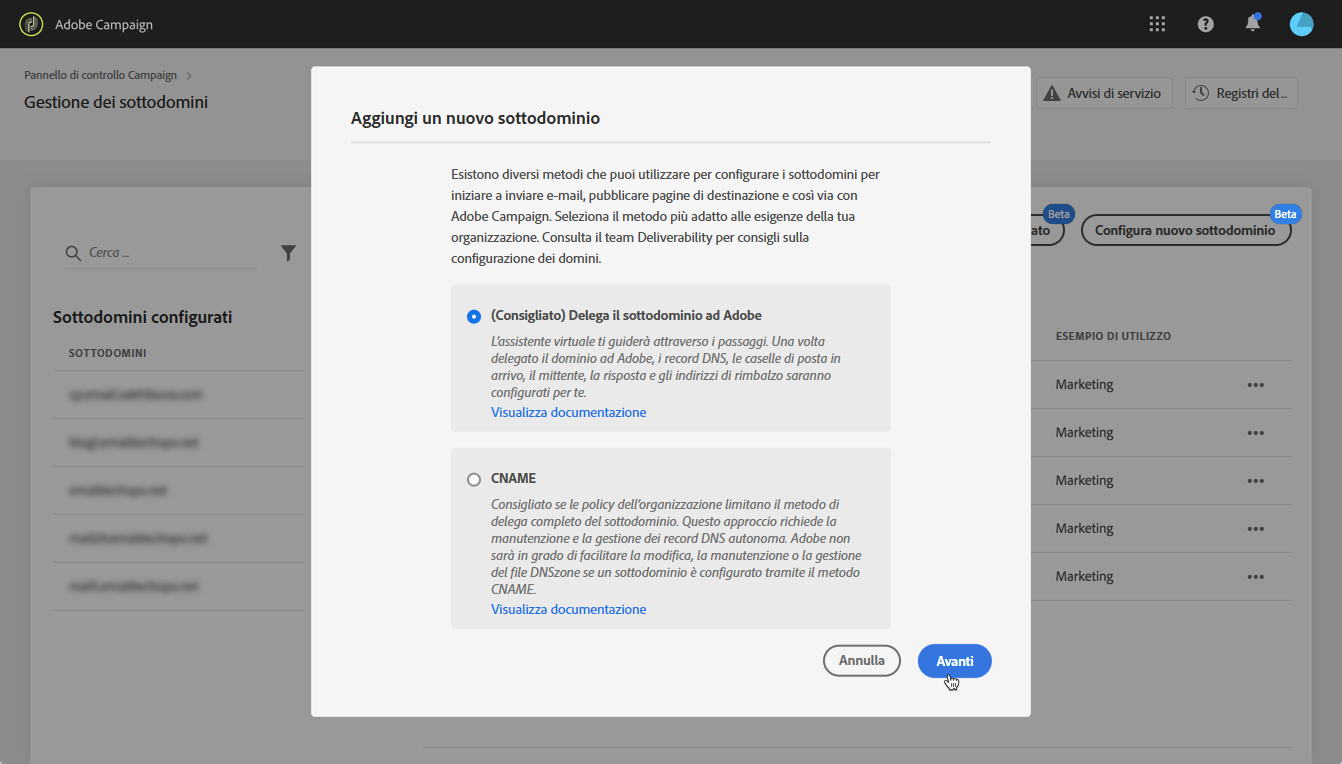 Adobe Campaign
Pannello di controllo Campaign
Gestione dei sottodomini
Avvisi di servizio
Registri del...
Aggiungi un nuovo sottodominio
Esistono diversi metodi che puoi utilizzare per configurare i sottodomini per
iniziare a inviare e-mail, pubblicare pagine di destinazione e così via con
Adobe Campaign. Seleziona il metodo più adatto alle esigenze della tua
organizzazione. Consulta il team Deliverability per consigli sulla
configurazione dei domini.
Beta
ato
Beta
Configura nuovo sottodominio
Cerca ...
(Consigliato) Delega il sottodominio ad Adobe
L'assistente virtuale ti guiderà attraverso i passaggi. Una volta
delegato il dominio ad Adobe, i record DNS, le caselle di posta in
arrivo, il mittente, la risposta e gli indirizzi di rimbalzo saranno
configurati per te.
Visualizza documentazione
Sottodomini configurati
SOTTODOMINI
ESEMPIO DI UTILIZZO
Marketing
Marketing
Marketing
Marketing
Marketing
CNAME
Consigliato se le policy dell'organizzazione limitano il metodo di
delega completo del sottodominio. Questo approccio richiede la
manutenzione e la gestione dei record DNS autonoma. Adobe non
sarà in grado di facilitare la modifica, la manutenzione o la gestione
del file DNSzone se un sottodominio è configurato tramite il metodo
CNAME.
Visualizza documentazione
Annulla
Avanti